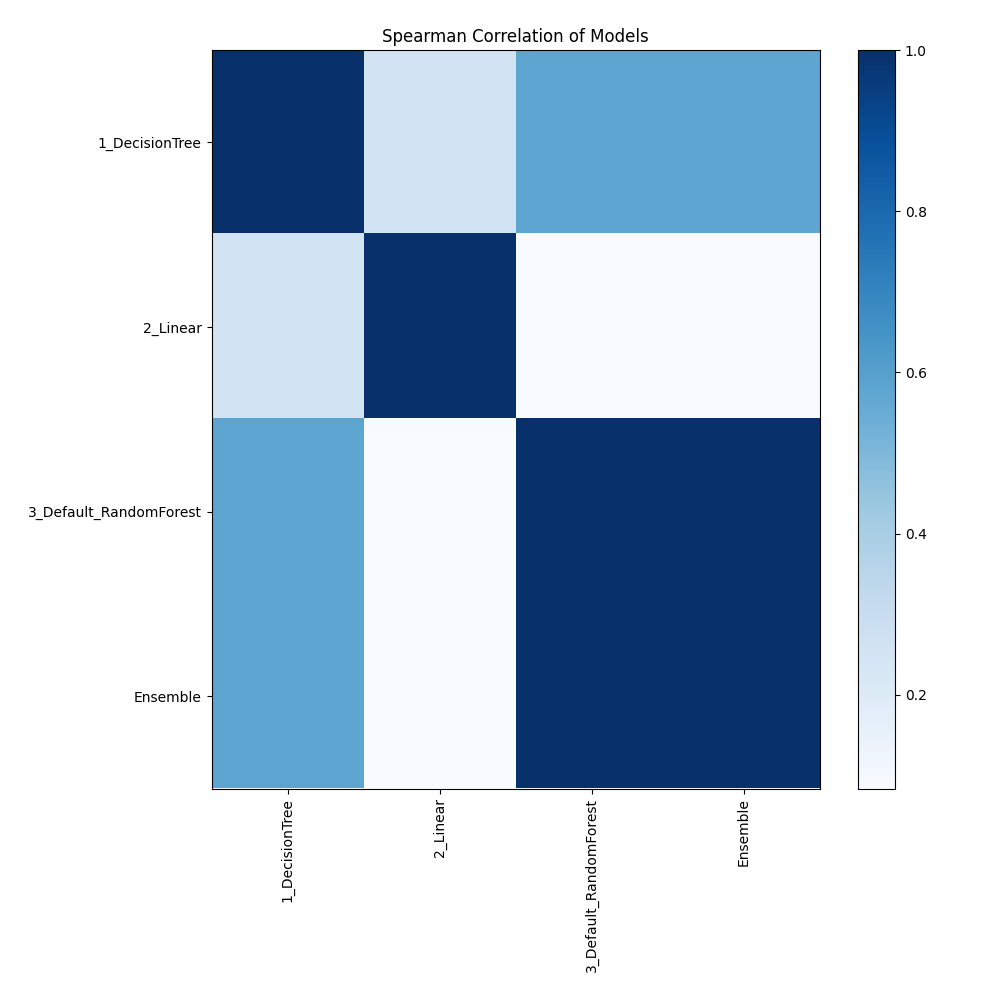 Spearman Correlation of Models
1_DecisionTree
2_Linear
3_Default_RandomForest
Ensemble
1_DecisionTree
2_Linear
3_Default_RandomForest
Ensemble
1.0
0.8
0.6
0.4
0.2